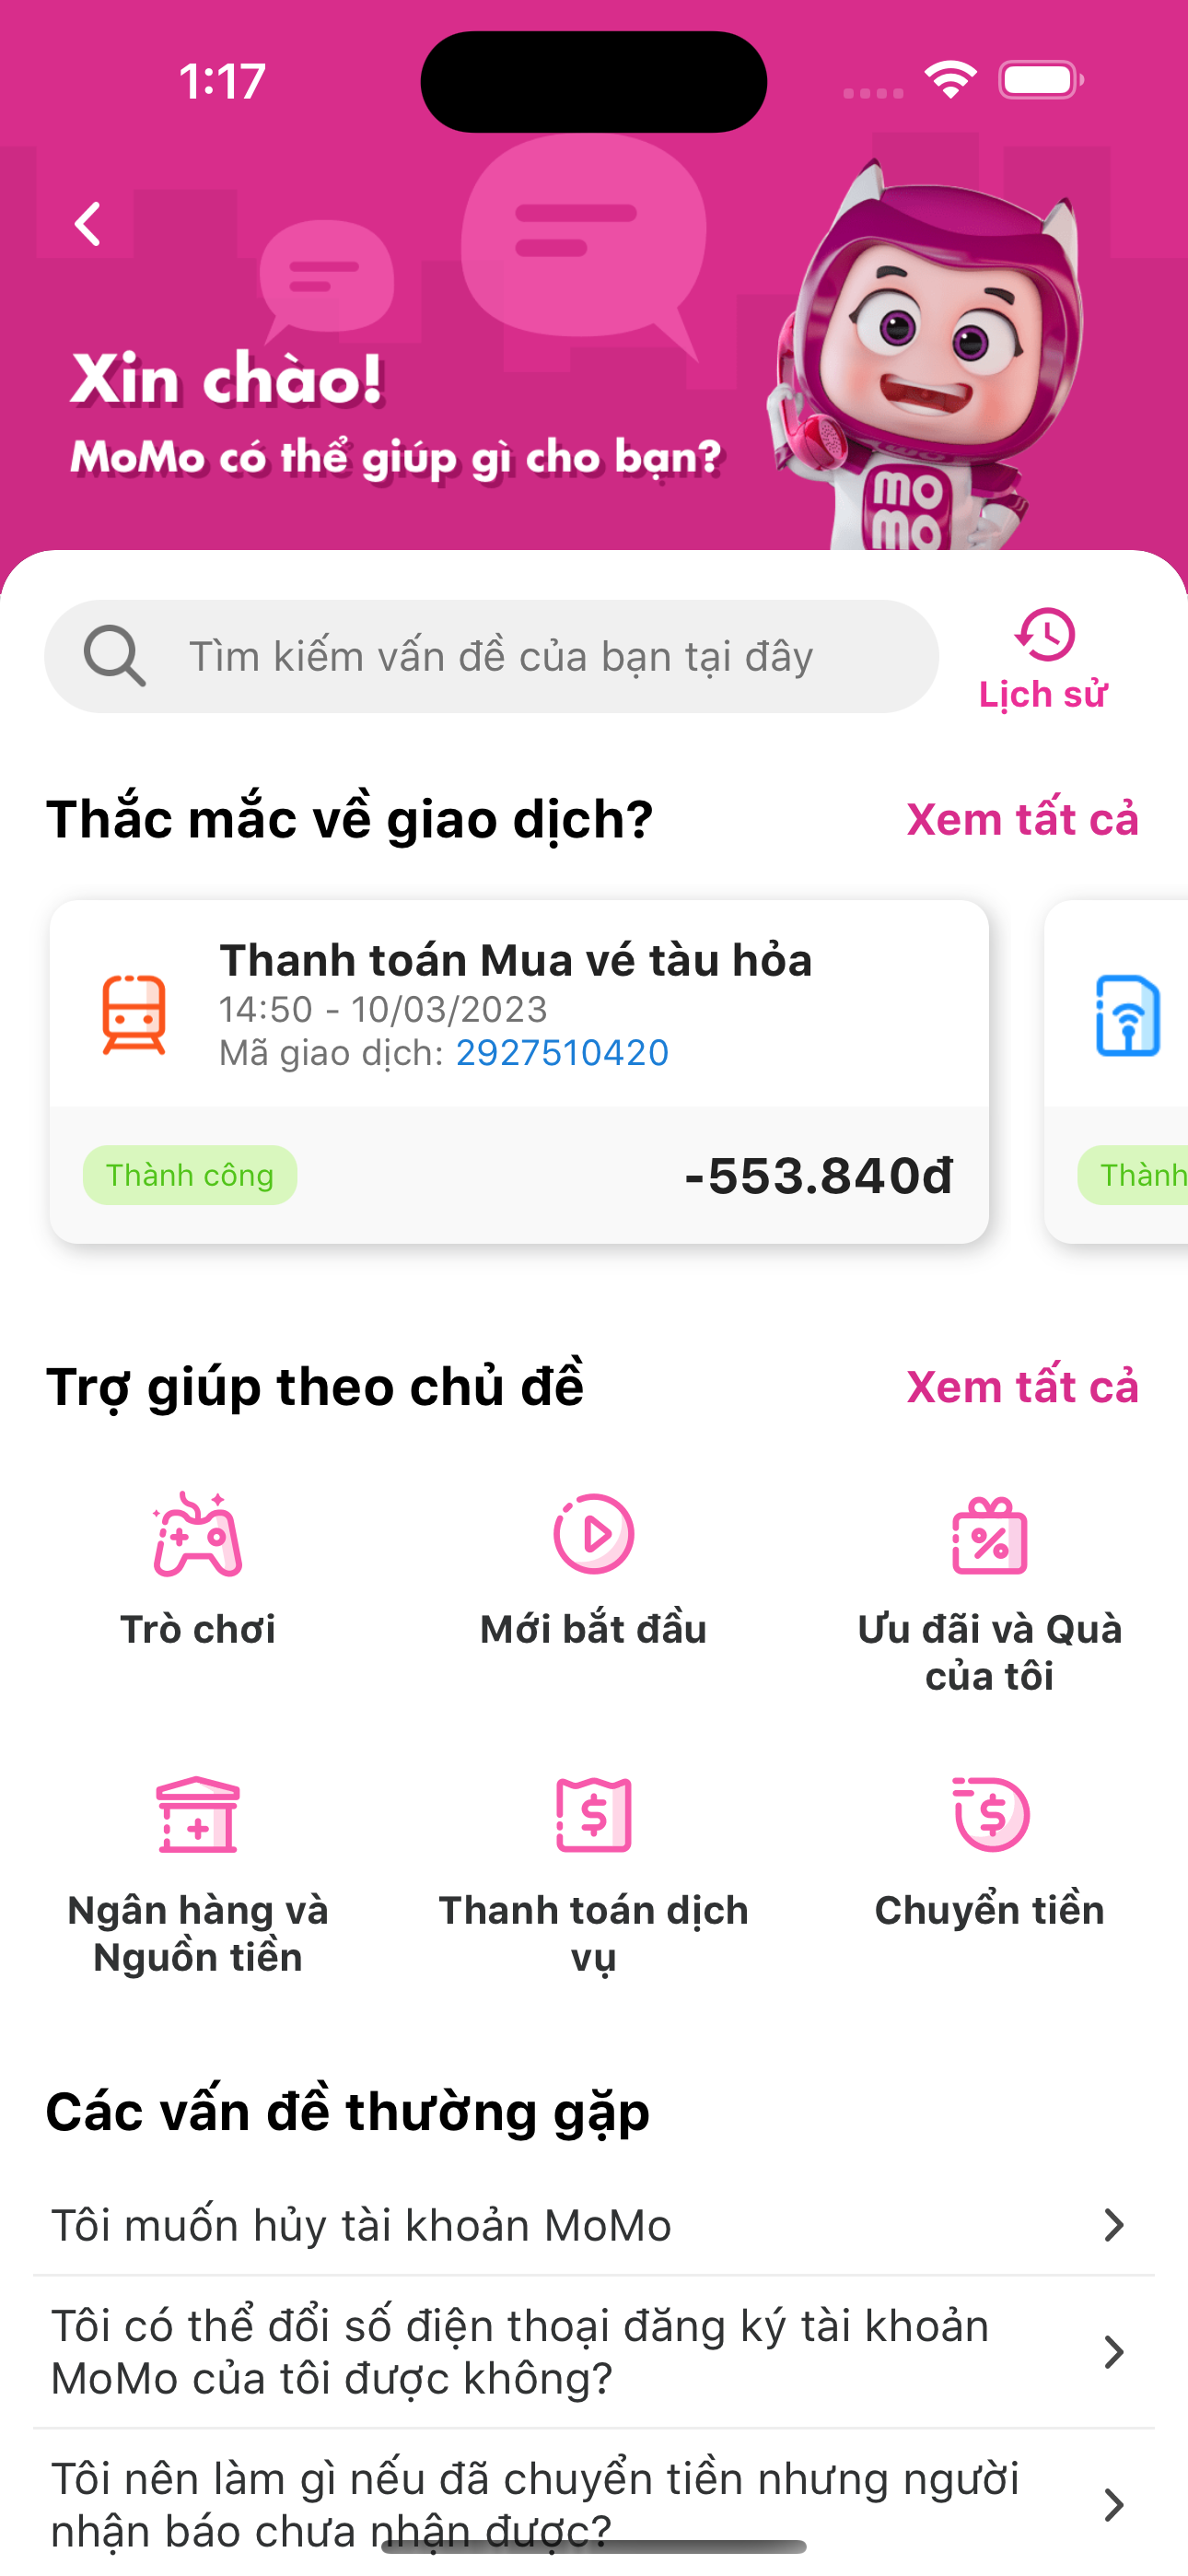 1:17
Xin chào!
MoMo có thể giúp gì cho bạn?
mo
mo
Tìm kiếm vấn đề của bạn tại đây
Lịch sử
Thắc mắc về giao dịch?
Xem tất cả
Thanh toán Mua vé tàu hỏa
14:50 - 10/03/2023
Mã giao dịch: 2927510420
Thành công
-553.840đ
Thành
Trợ giúp theo chủ đề
Xem tất cả
Trò chơi
Mới bắt đầu
Ưu đãi và Quà
của tôi
Ngân hàng và
Nguồn tiền
Thanh toán dịch
vụ
Chuyển tiền
Các vấn đề thường gặp
Tôi muốn hủy tài khoản MoMo
Tôi có thể đổi số điện thoại đăng ký tài khoản
MoMo của tôi được không?
Tôi nên làm gì nếu đã chuyển tiền nhưng người
nhận báo chưa nhận được?